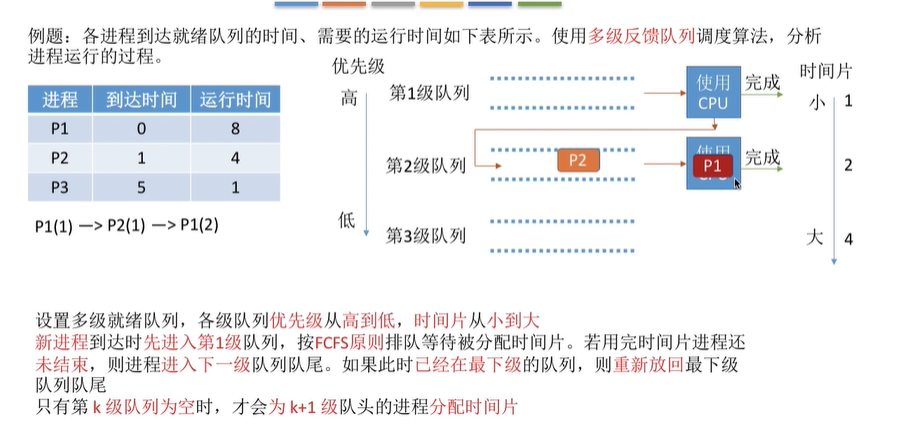 例题：各进程到达就绪队列的时间、需要的运行时间如下表所示。使用多级反馈队列调度算法，分析
进程运行的过程。
进程 到达时间 运行时间
P1 0 8
P2 1 4
P3 5 1
P1(1) —> P2(1) —> P1(2)
优先级
高
低
第1级队列
第2级队列
第3级队列
P2
使用
CPU
完成
P1
完成
时间片
小 1
2
大 4
设置多级就绪队列，各级队列优先级从高到低，时间片从小到大
新进程到达时先进入第1级队列，按FCFS原则排队等待被分配时间片。若用完时间片进程还
未结束，则进程进入下一级队列队尾。如果此时已经在最下级的队列，则重新放回最下级
队列队尾
只有第 k 级队列为空时，才会为 k+1 级队头的进程分配时间片